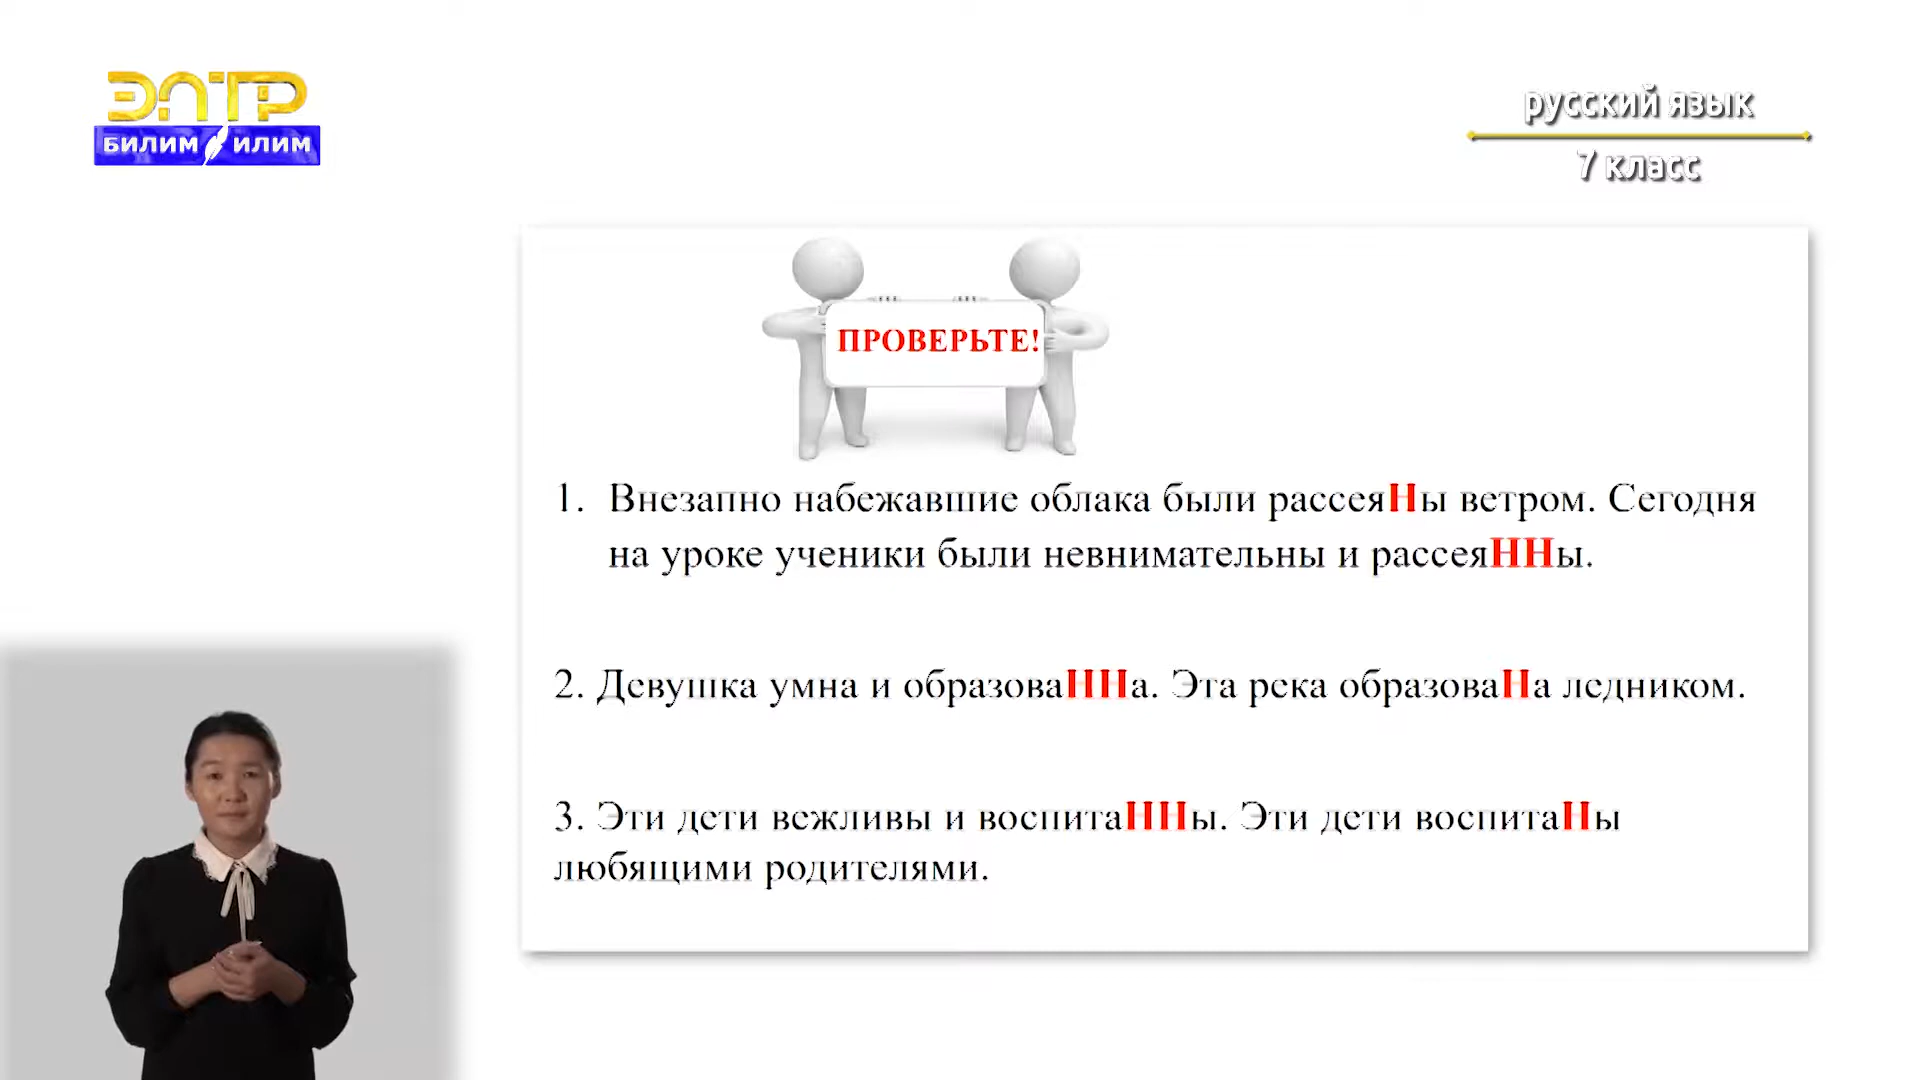 ЭЛТР
БИЛИМ ИЛИМ
русский язык
7 класс
ПРОВЕРЬТЕ!
1. Внезапно набежавшие облака были рассеяНы ветром. Сегодня
на уроке ученики были невнимательны и рассеяННы.
2. Девушка умна и образоваННа. Эта река образоваНа ледником.
3. Эти дети вежливы и воспитаННы. Эти дети воспитаНы
любящими родителями.